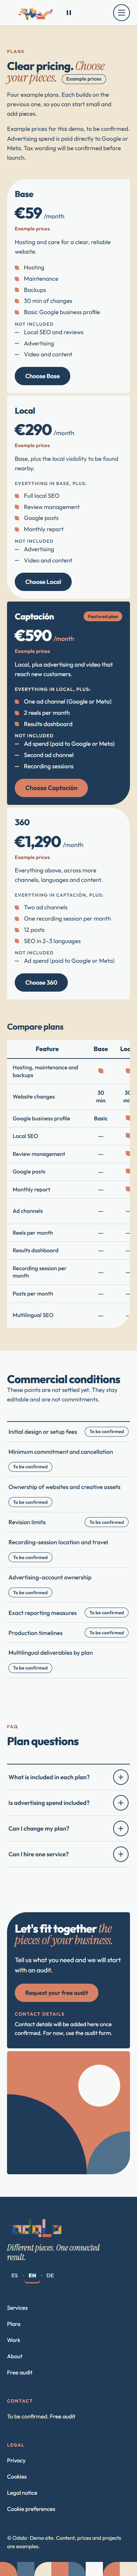 PLANS
Clear pricing. Choose
your pieces. Example prices
Four example plans. Each builds on the
previous one, so you can start small and
add pieces.
Example prices for this demo, to be confirmed.
Advertising spend is paid directly to Google or
Meta. Tax wording will be confirmed before
launch.
Base
€59 /month
Example prices
Hosting and care for a clear, reliable
website.
Hosting
Maintenance
Backups
30 min of changes
Basic Google business profile
NOT INCLUDED
— Local SEO and reviews
— Advertising
— Video and content
Choose Base
Local
€290 /month
Example prices
Base, plus the local visibility to be found
nearby.
EVERYTHING IN BASE, PLUS:
Full local SEO
Review management
Google posts
Monthly report
NOT INCLUDED
— Advertising
— Video and content
Choose Local
Captación Featured plan
€590 /month
Example prices
Local, plus advertising and video that
reach new customers.
EVERYTHING IN LOCAL, PLUS:
One ad channel (Google or Meta)
2 reels per month
Results dashboard
NOT INCLUDED
— Ad spend (paid to Google or Meta)
— Second ad channel
— Recording sessions
Choose Captación
360
€1,290 /month
Example prices
Everything above, across more
channels, languages and content.
EVERYTHING IN CAPTACIÓN, PLUS:
Two ad channels
One recording session per month
12 posts
SEO in 2–3 languages
NOT INCLUDED
— Ad spend (paid to Google or Meta)
Choose 360
Compare plans
Feature Base Loc
Hosting, maintenance and
backups
Website changes 30 min 30 mi
Google business profile Basic
Local SEO —
Review management —
Google posts —
Monthly report —
Ad channels — —
Reels per month — —
Results dashboard — —
Recording session per
month — —
Posts per month — —
Multilingual SEO — —
Commercial conditions
These points are not settled yet. They stay
editable and are not commitments.
Initial design or setup fees To be confirmed
Minimum commitment and cancellation
To be confirmed
Ownership of websites and creative assets
To be confirmed
Revision limits To be confirmed
Recording-session location and travel
To be confirmed
Advertising-account ownership
To be confirmed
Exact reporting measures To be confirmed
Production timelines To be confirmed
Multilingual deliverables by plan
To be confirmed
FAQ
Plan questions
What is included in each plan?
Is advertising spend included?
Can I change my plan?
Can I hire one service?
Let's fit together the
pieces of your business.
Tell us what you need and we will start
with an audit.
Request your free audit
CONTACT DETAILS
Contact details will be added here once
confirmed. For now, use the audit form.
odalo
Different pieces. One connected
result.
ES · EN · DE
Services
Plans
Work
About
Free audit
CONTACT
To be confirmed. Free audit
LEGAL
Privacy
Cookies
Legal notice
Cookie preferences
© Odalo · Demo site. Content, prices and projects
are examples.